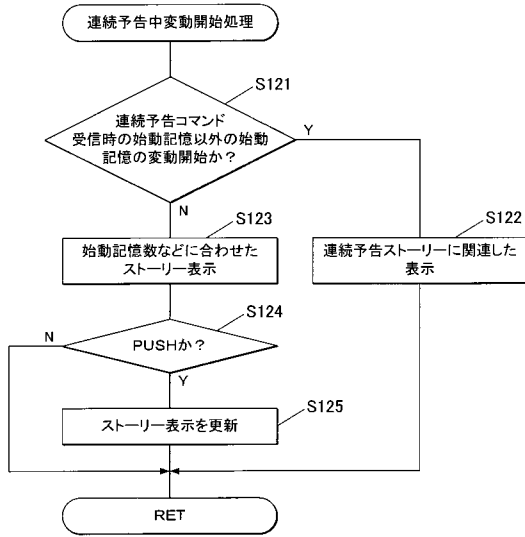 連続予告中変動開始処理
S121
連続予告コマンド
受信時の始動記憶以外の始動
記憶の変動開始か？
Y
N
S123
始動記憶数などに合わせた
ストーリー表示
S122
連続予告ストーリーに関連した
表示
S124
N
PUSHか？
Y
S125
ストーリー表示を更新
RET